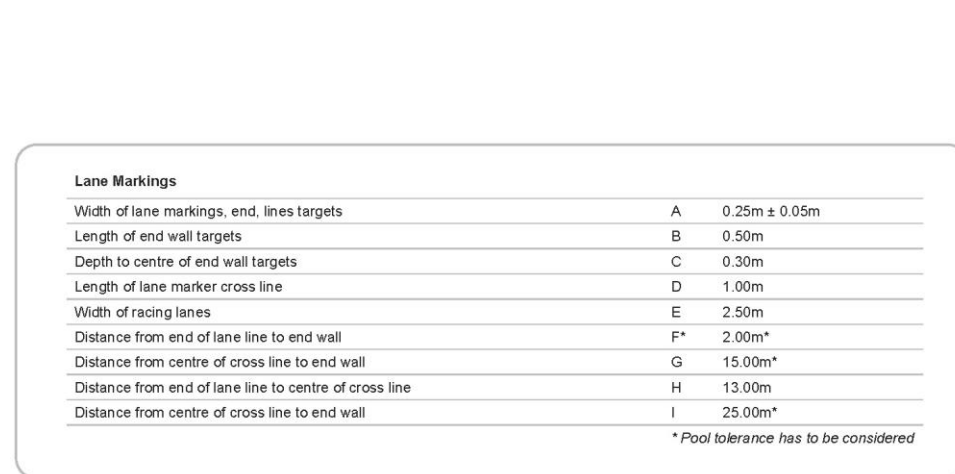 Lane Markings
Width of lane markings, end, lines targets A 0.25m ± 0.05m
Length of end wall targets B 0.50m
Depth to centre of end wall targets C 0.30m
Length of lane marker cross line D 1.00m
Width of racing lanes E 2.50m
Distance from end of lane line to end wall F* 2.00m*
Distance from centre of cross line to end wall G 15.00m*
Distance from end of lane line to centre of cross line H 13.00m
Distance from centre of cross line to end wall I 25.00m*
* Pool tolerance has to be considered